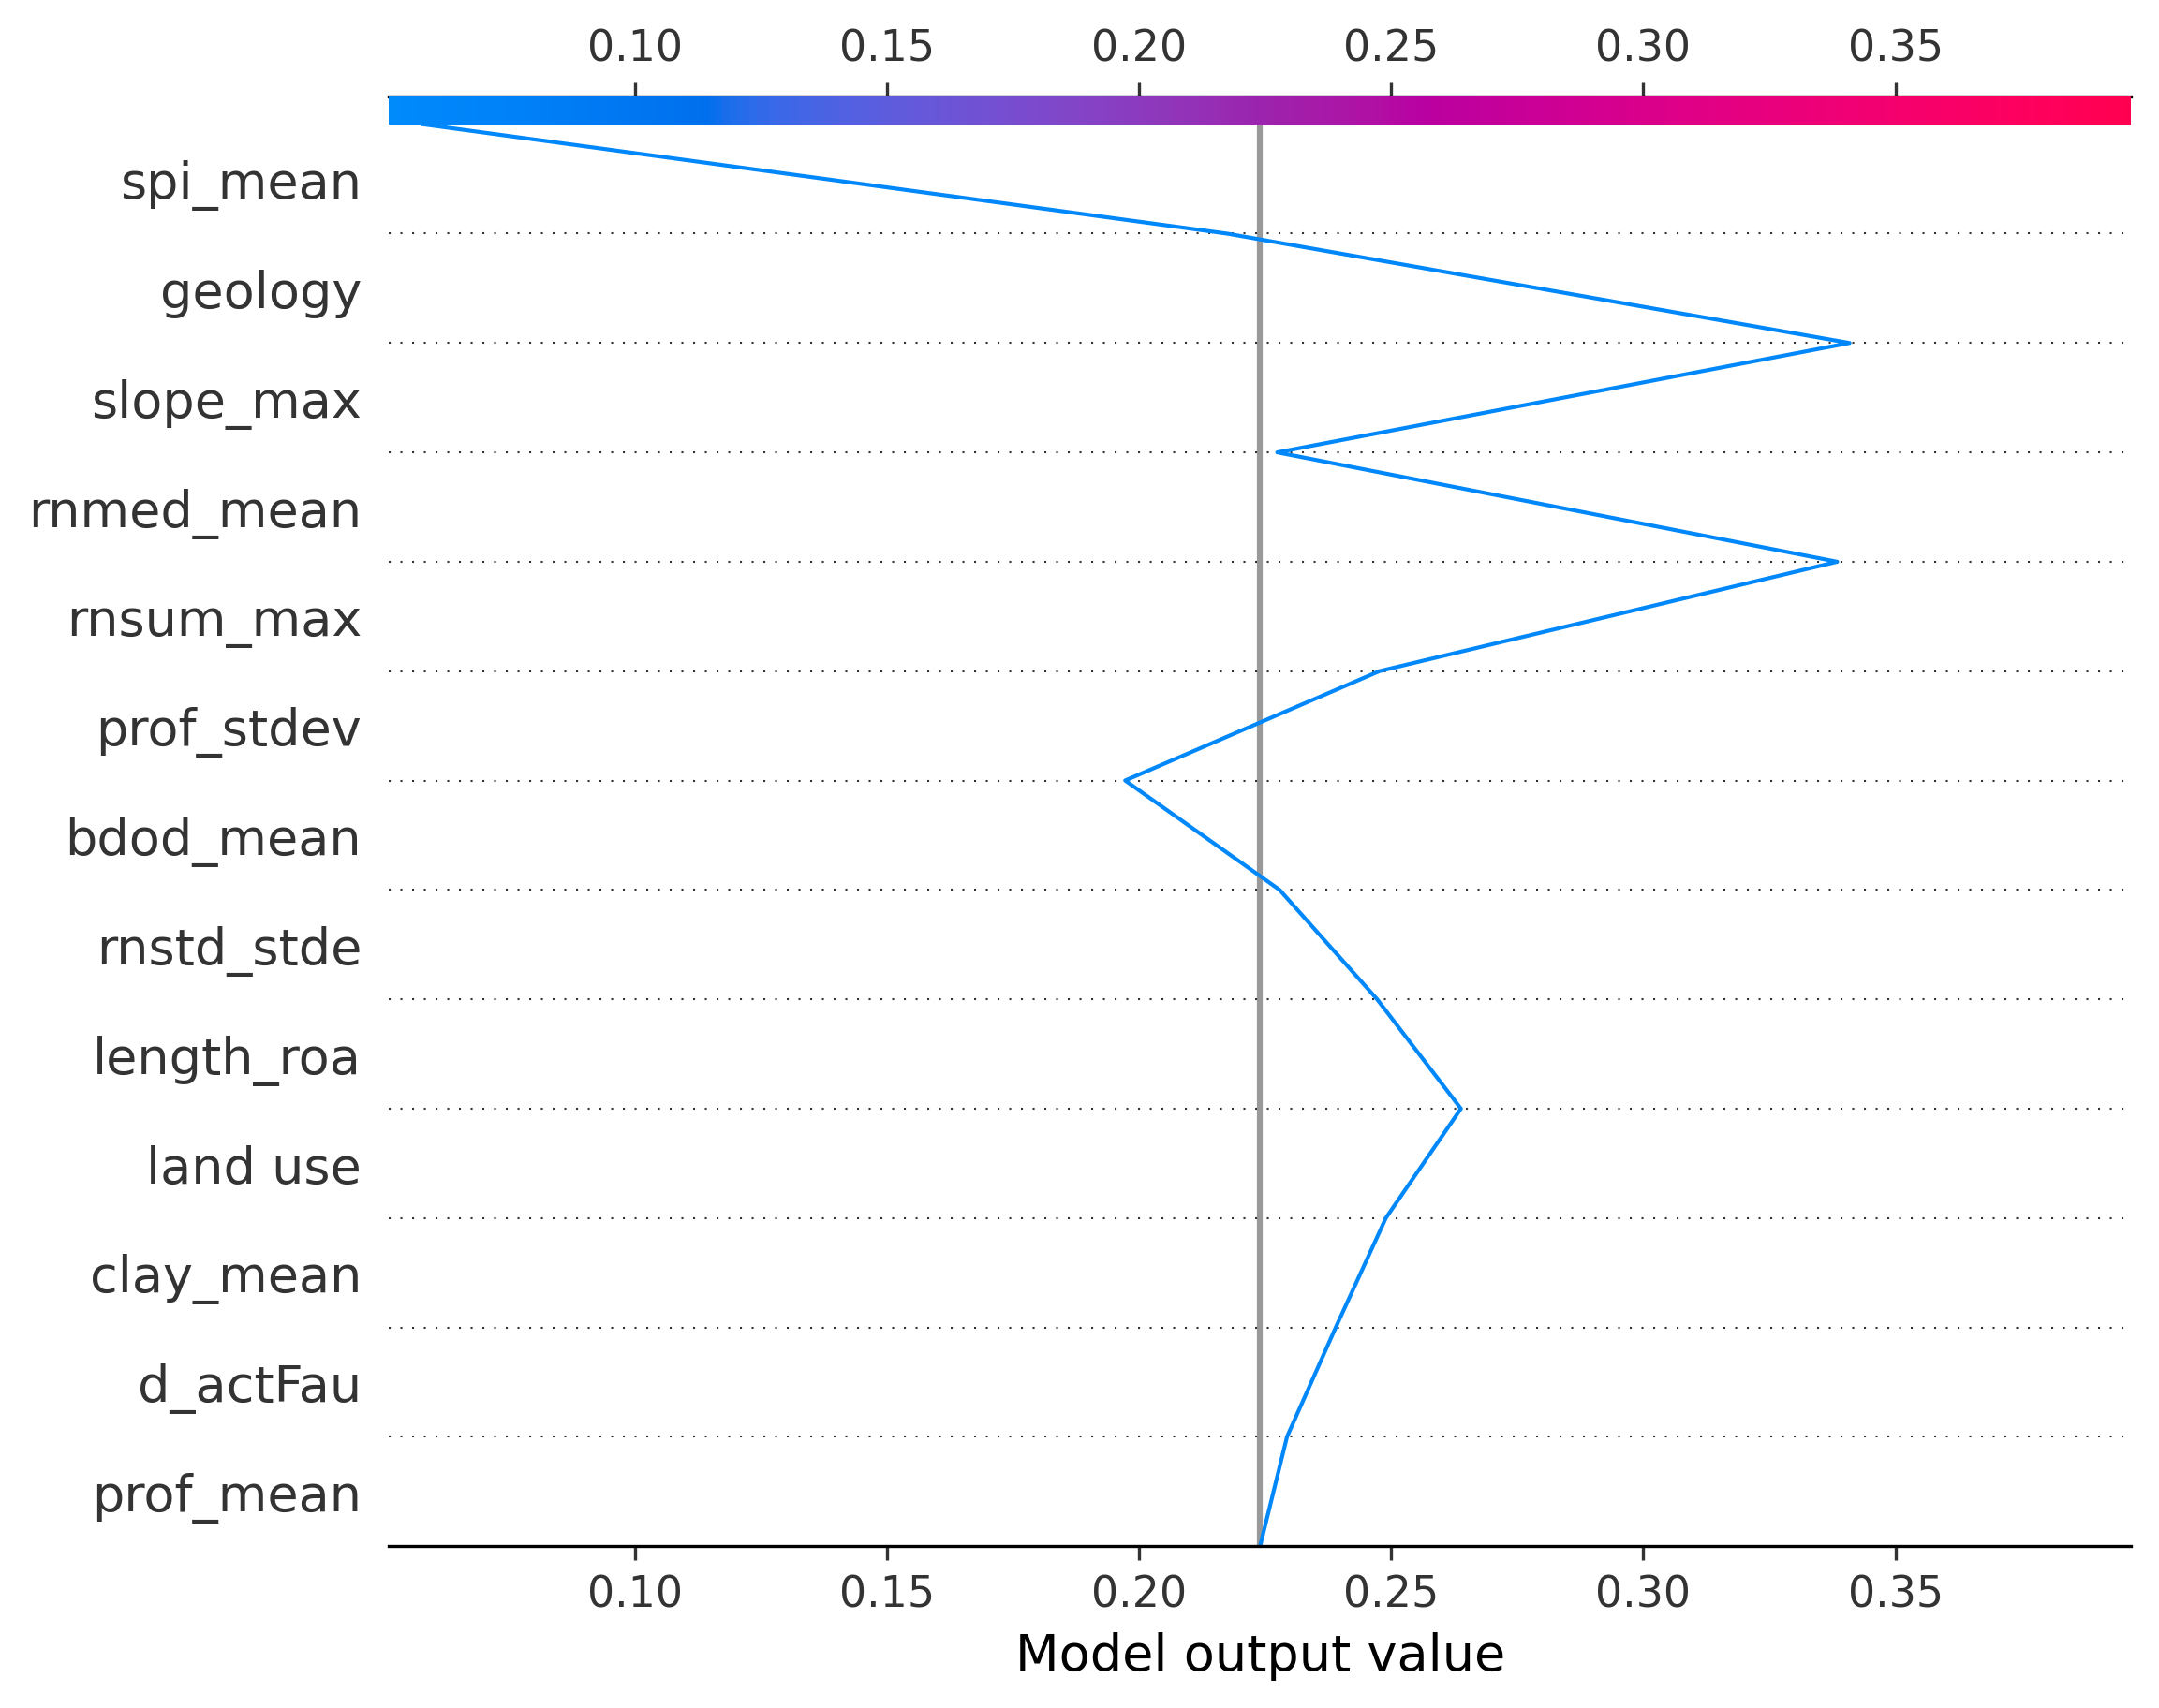 0.10 0.15 0.20 0.25 0.30 0.35
spi_mean
geology
slope_max
rnmed_mean
rnsum_max
prof_stdev
bdod_mean
rnstd_stde
length_roa
land use
clay_mean
d_actFau
prof_mean
0.10 0.15 0.20 0.25 0.30 0.35
Model output value